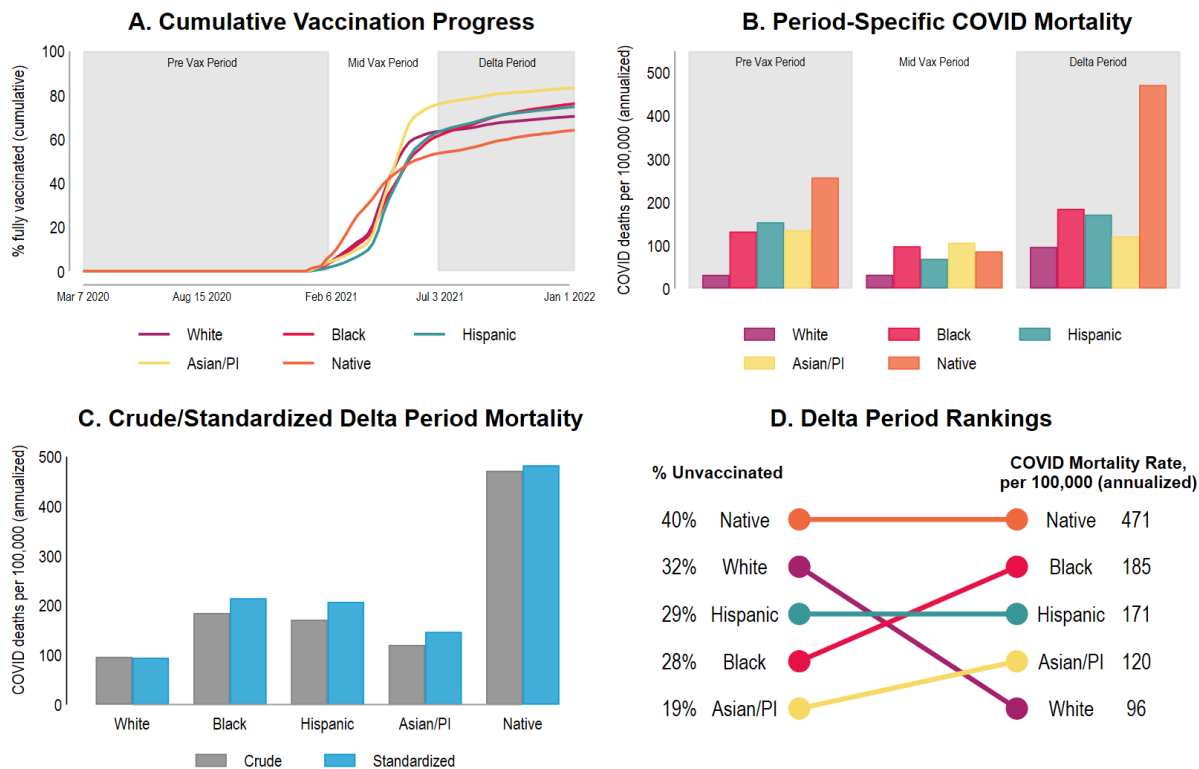 A. Cumulative Vaccination Progress
100
80
60
40
20
0
% fully vaccinated (cumulative)
Pre Vax Period
Mid Vax Period
Delta Period
Mar 7 2020
Aug 15 2020
Feb 6 2021
Jul 3 2021
Jan 1 2022
White
Black
Hispanic
Asian/PI
Native
B. Period-Specific COVID Mortality
500
400
300
200
100
0
COVID deaths per 100,000 (annualized)
Pre Vax Period
Mid Vax Period
Delta Period
White
Black
Hispanic
Asian/PI
Native
C. Crude/Standardized Delta Period Mortality
500
400
300
200
100
0
COVID deaths per 100,000 (annualized)
White
Black
Hispanic
Asian/PI
Native
Crude
Standardized
D. Delta Period Rankings
% Unvaccinated
COVID Mortality Rate,
per 100,000 (annualized)
40% Native Native 471
32% White Black 185
29% Hispanic Hispanic 171
28% Black Asian/PI 120
19% Asian/PI White 96